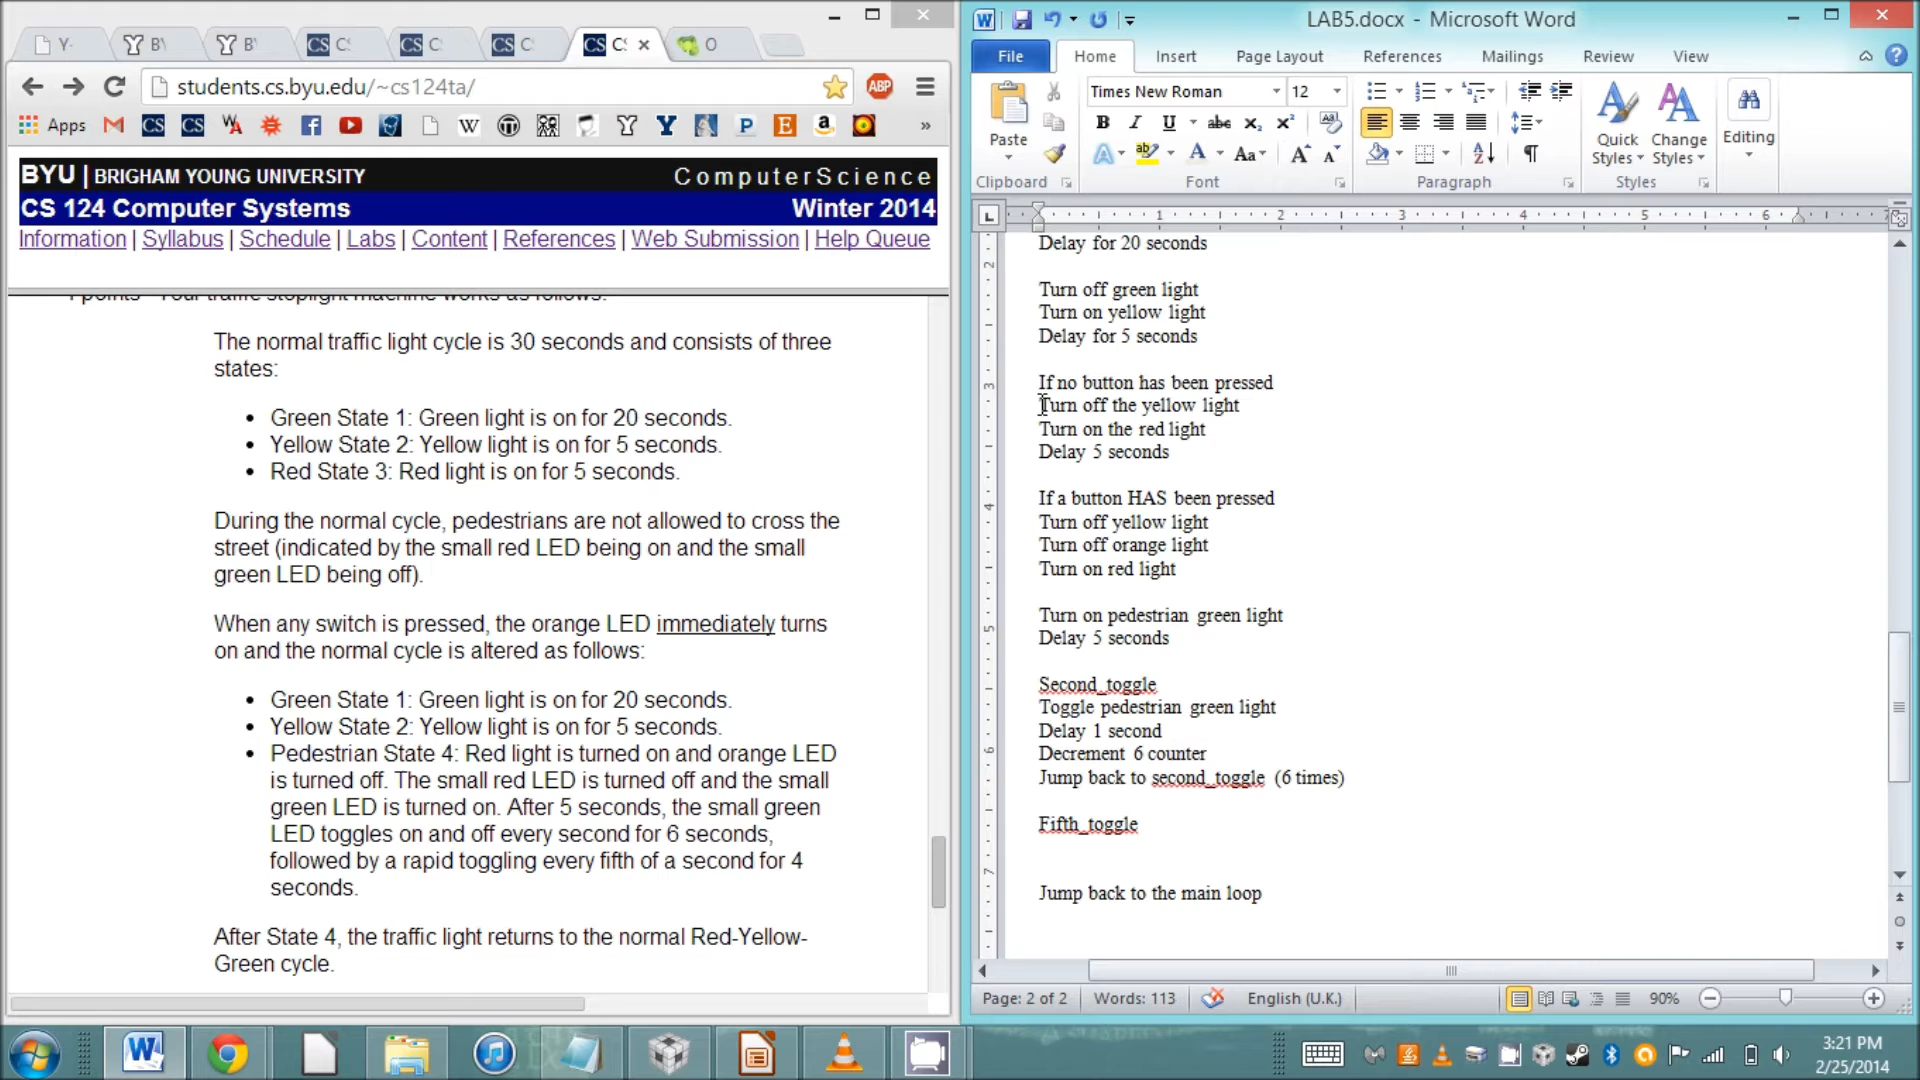 LAB5.docx - Microsoft Word
Y-
BY
BY
CS C
CS C
CS C
CS C
O
File Home Insert Page Layout References Mailings Review View
students.cs.byu.edu/~cs124ta/
ABP
Times New Roman 12
Apps
Paste
Quick Styles
Change Styles
Editing
Clipboard Font Paragraph Styles
BYU | BRIGHAM YOUNG UNIVERSITY ComputerScience
CS 124 Computer Systems Winter 2014
Information | Syllabus | Schedule | Labs | Content | References | Web Submission | Help Queue
The normal traffic light cycle is 30 seconds and consists of three
states:
• Green State 1: Green light is on for 20 seconds.
• Yellow State 2: Yellow light is on for 5 seconds.
• Red State 3: Red light is on for 5 seconds.
During the normal cycle, pedestrians are not allowed to cross the
street (indicated by the small red LED being on and the small
green LED being off).
When any switch is pressed, the orange LED immediately turns
on and the normal cycle is altered as follows:
• Green State 1: Green light is on for 20 seconds.
• Yellow State 2: Yellow light is on for 5 seconds.
• Pedestrian State 4: Red light is turned on and orange LED
is turned off. The small red LED is turned off and the small
green LED is turned on. After 5 seconds, the small green
LED toggles on and off every second for 6 seconds,
followed by a rapid toggling every fifth of a second for 4
seconds.
After State 4, the traffic light returns to the normal Red-Yellow-
Green cycle.
Delay for 20 seconds
Turn off green light
Turn on yellow light
Delay for 5 seconds
If no button has been pressed
Turn off the yellow light
Turn on the red light
Delay 5 seconds
If a button HAS been pressed
Turn off yellow light
Turn off orange light
Turn on red light
Turn on pedestrian green light
Delay 5 seconds
Second_toggle
Toggle pedestrian green light
Delay 1 second
Decrement 6 counter
Jump back to second_toggle (6 times)
Fifth_toggle
Jump back to the main loop
Page: 2 of 2 Words: 113 English (U.K.) 90%
3:21 PM
2/25/2014